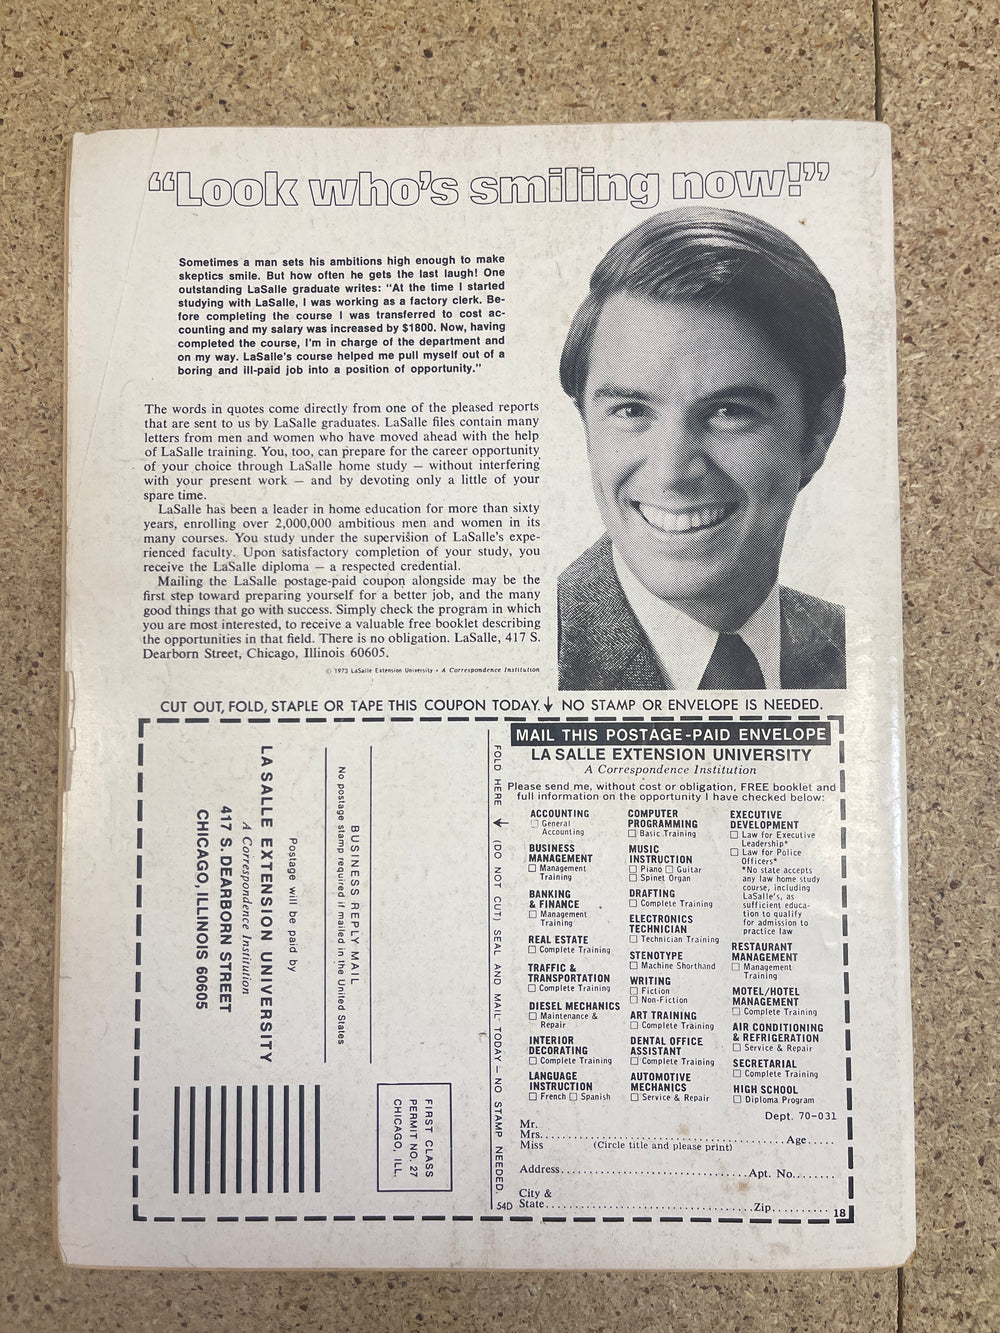 “Look who's smiling now!”
Sometimes a man sets his ambitions high enough to make
skeptics smile. But how often he gets the last laugh! One
outstanding LaSalle graduate writes: "At the time I started
studying with LaSalle, I was working as a factory clerk. Be-
fore completing the course I was transferred to cost ac-
counting and my salary was increased by $1800. Now, having
completed the course, I'm in charge of the department and
on my way. LaSalle's course helped me pull myself out of a
boring and ill-paid job into a position of opportunity."
The words in quotes come directly from one of the pleased reports
that are sent to us by LaSalle graduates. LaSalle files contain many
letters from men and women who have moved ahead with the help
of LaSalle training. You, too, can prepare for the career opportunity
of your choice through LaSalle home study — without interfering
with your present work — and by devoting only a little of your
spare time.
LaSalle has been a leader in home education for more than sixty
years, enrolling over 2,000,000 ambitious men and women in its
many courses. You study under the supervision of LaSalle's expe-
rienced faculty. Upon satisfactory completion of your study, you
receive the LaSalle diploma — a respected credential.
Mailing the LaSalle postage-paid coupon alongside may be the
first step toward preparing yourself for a better job, and the many
good things that go with success. Simply check the program in which
you are most interested, to receive a valuable free booklet describing
the opportunities in that field. There is no obligation. LaSalle, 417 S.
Dearborn Street, Chicago, Illinois 60605.
© 1973 LaSalle Extension University • A Correspondence Institution
CUT OUT, FOLD, STAPLE OR TAPE THIS COUPON TODAY. ↓ NO STAMP OR ENVELOPE IS NEEDED.
FIRST CLASS
PERMIT NO. 27
CHICAGO, ILL.
BUSINESS REPLY MAIL
No postage stamp required if mailed in the United States
Postage will be paid by
LA SALLE EXTENSION UNIVERSITY
A Correspondence Institution
417 S. DEARBORN STREET
CHICAGO, ILLINOIS 60605
FOLD HERE ← (DO NOT CUT) SEAL AND MAIL TODAY — NO STAMP NEEDED.
54D
MAIL THIS POSTAGE-PAID ENVELOPE
LA SALLE EXTENSION UNIVERSITY
A Correspondence Institution
Please send me, without cost or obligation, FREE booklet and
full information on the opportunity I have checked below:
ACCOUNTING
☐ General
Accounting
BUSINESS
MANAGEMENT
☐ Management
Training
BANKING
& FINANCE
☐ Management
Training
REAL ESTATE
☐ Complete Training
TRAFFIC &
TRANSPORTATION
☐ Complete Training
DIESEL MECHANICS
☐ Maintenance &
Repair
INTERIOR
DECORATING
☐ Complete Training
LANGUAGE
INSTRUCTION
☐ French ☐ Spanish
COMPUTER
PROGRAMMING
☐ Basic Training
MUSIC
INSTRUCTION
☐ Piano ☐ Guitar
☐ Spinet Organ
DRAFTING
☐ Complete Training
ELECTRONICS
TECHNICIAN
☐ Technician Training
STENOTYPE
☐ Machine Shorthand
WRITING
☐ Fiction
☐ Non-Fiction
ART TRAINING
☐ Complete Training
DENTAL OFFICE
ASSISTANT
☐ Complete Training
AUTOMOTIVE
MECHANICS
☐ Service & Repair
EXECUTIVE
DEVELOPMENT
☐ Law for Executive
Leadership*
☐ Law for Police
Officers*
*No state accepts
any law home study
course, including
LaSalle's, as
sufficient educa-
tion to qualify
for admission to
practice law
RESTAURANT
MANAGEMENT
☐ Management
Training
MOTEL/HOTEL
MANAGEMENT
☐ Complete Training
AIR CONDITIONING
& REFRIGERATION
☐ Service & Repair
SECRETARIAL
☐ Complete Training
HIGH SCHOOL
☐ Diploma Program
Dept. 70-031
Mr.
Mrs.................................................Age.....
Miss (Circle title and please print)
Address.......................................Apt. No........
City &
State...........................................Zip..........
18